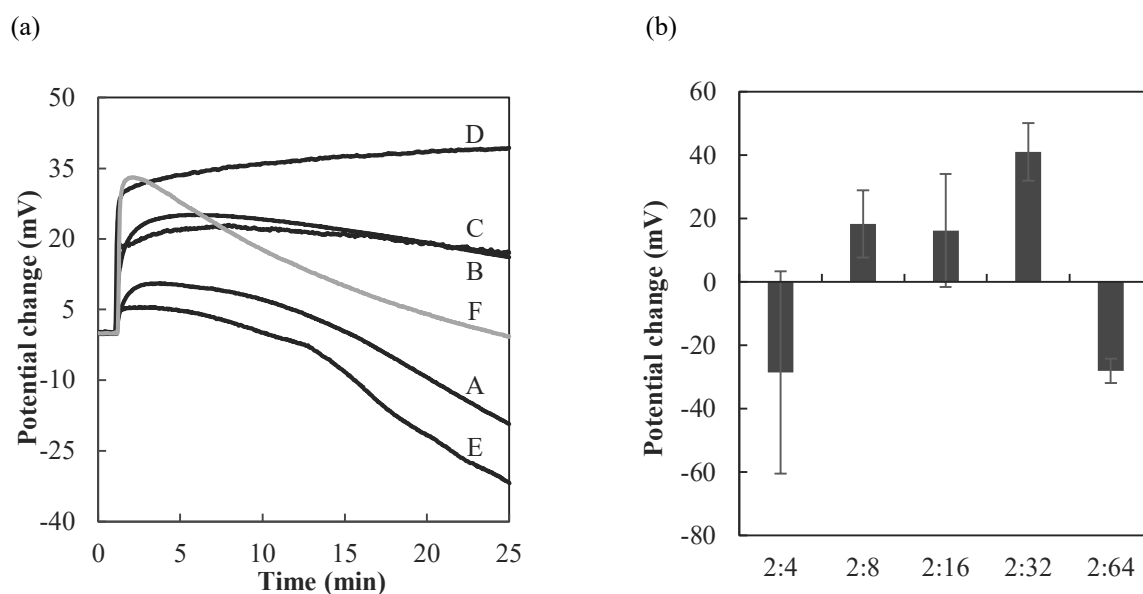 (a)
50
35
20
5
-10
-25
-40
Potential change (mV)
D
C
B
F
A
E
0 5 10 15 20 25
Time (min)
(b)
60
40
20
0
-20
-40
-60
-80
Potential change (mV)
2:4 2:8 2:16 2:32 2:64